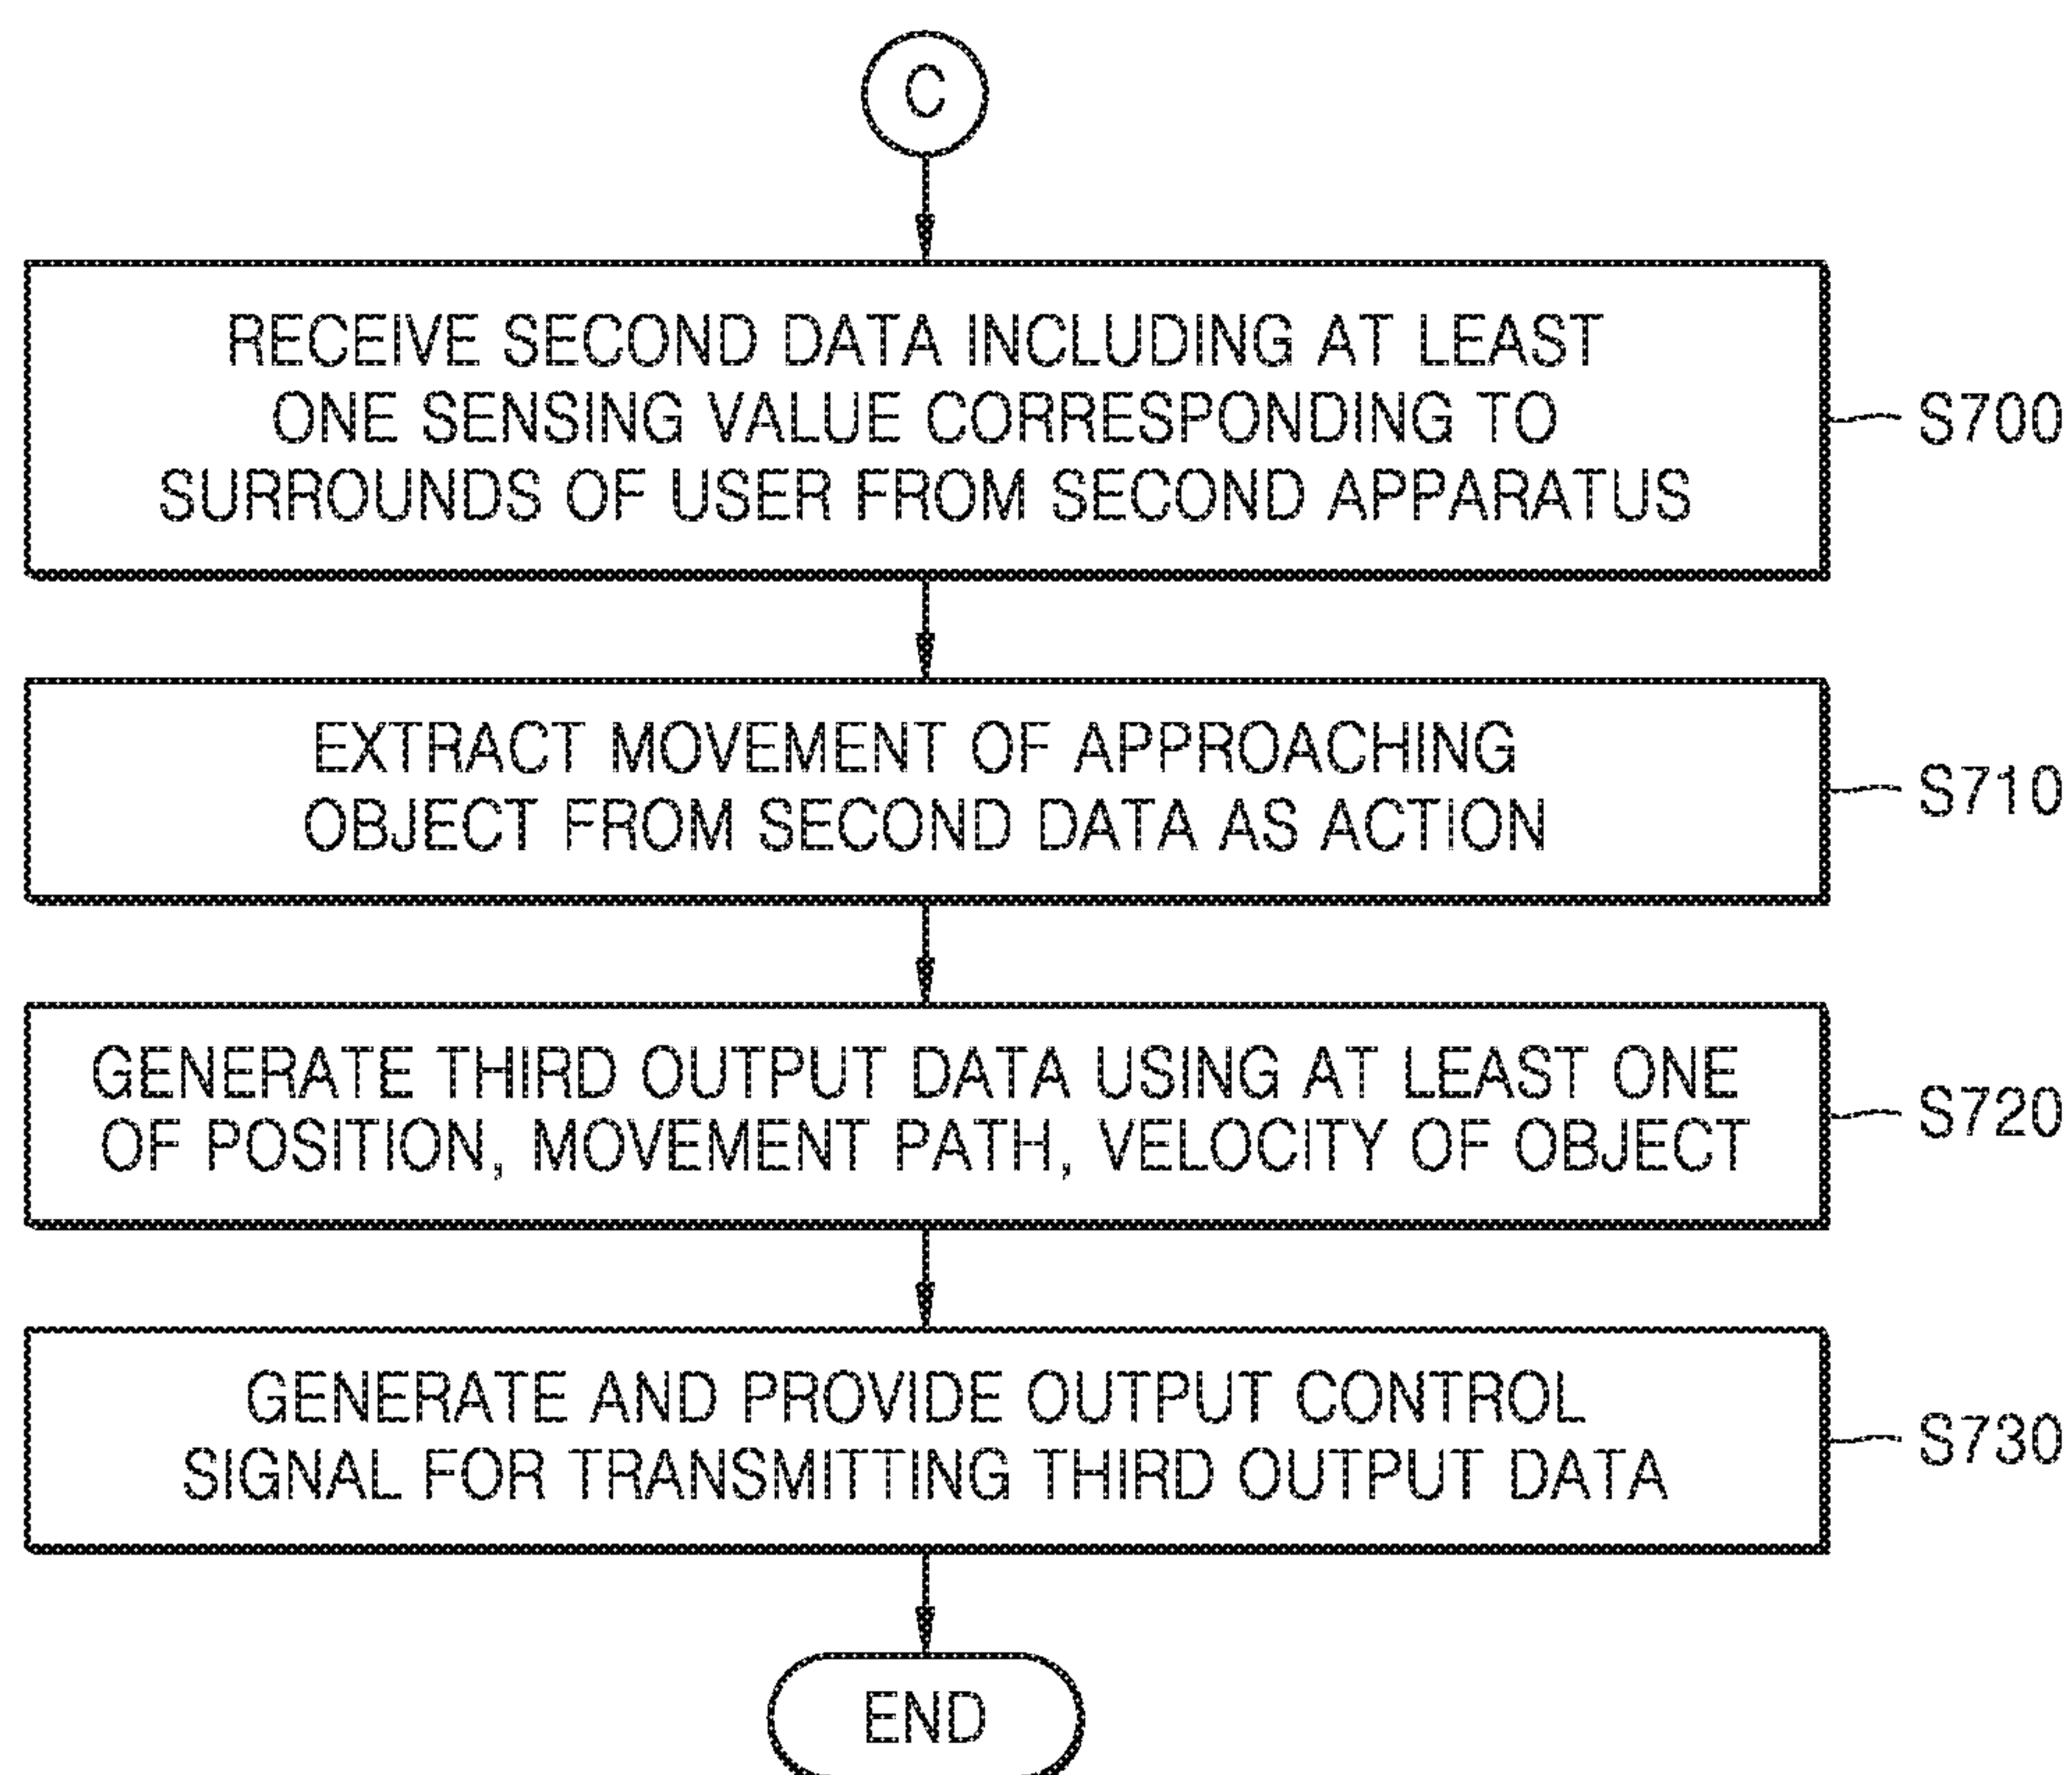 C
RECEIVE SECOND DATA INCLUDING AT LEAST
ONE SENSING VALUE CORRESPONDING TO
SURROUNDS OF USER FROM SECOND APPARATUS
S700
EXTRACT MOVEMENT OF APPROACHING
OBJECT FROM SECOND DATA AS ACTION
S710
GENERATE THIRD OUTPUT DATA USING AT LEAST ONE
OF POSITION, MOVEMENT PATH, VELOCITY OF OBJECT
S720
GENERATE AND PROVIDE OUTPUT CONTROL
SIGNAL FOR TRANSMITTING THIRD OUTPUT DATA
S730
END